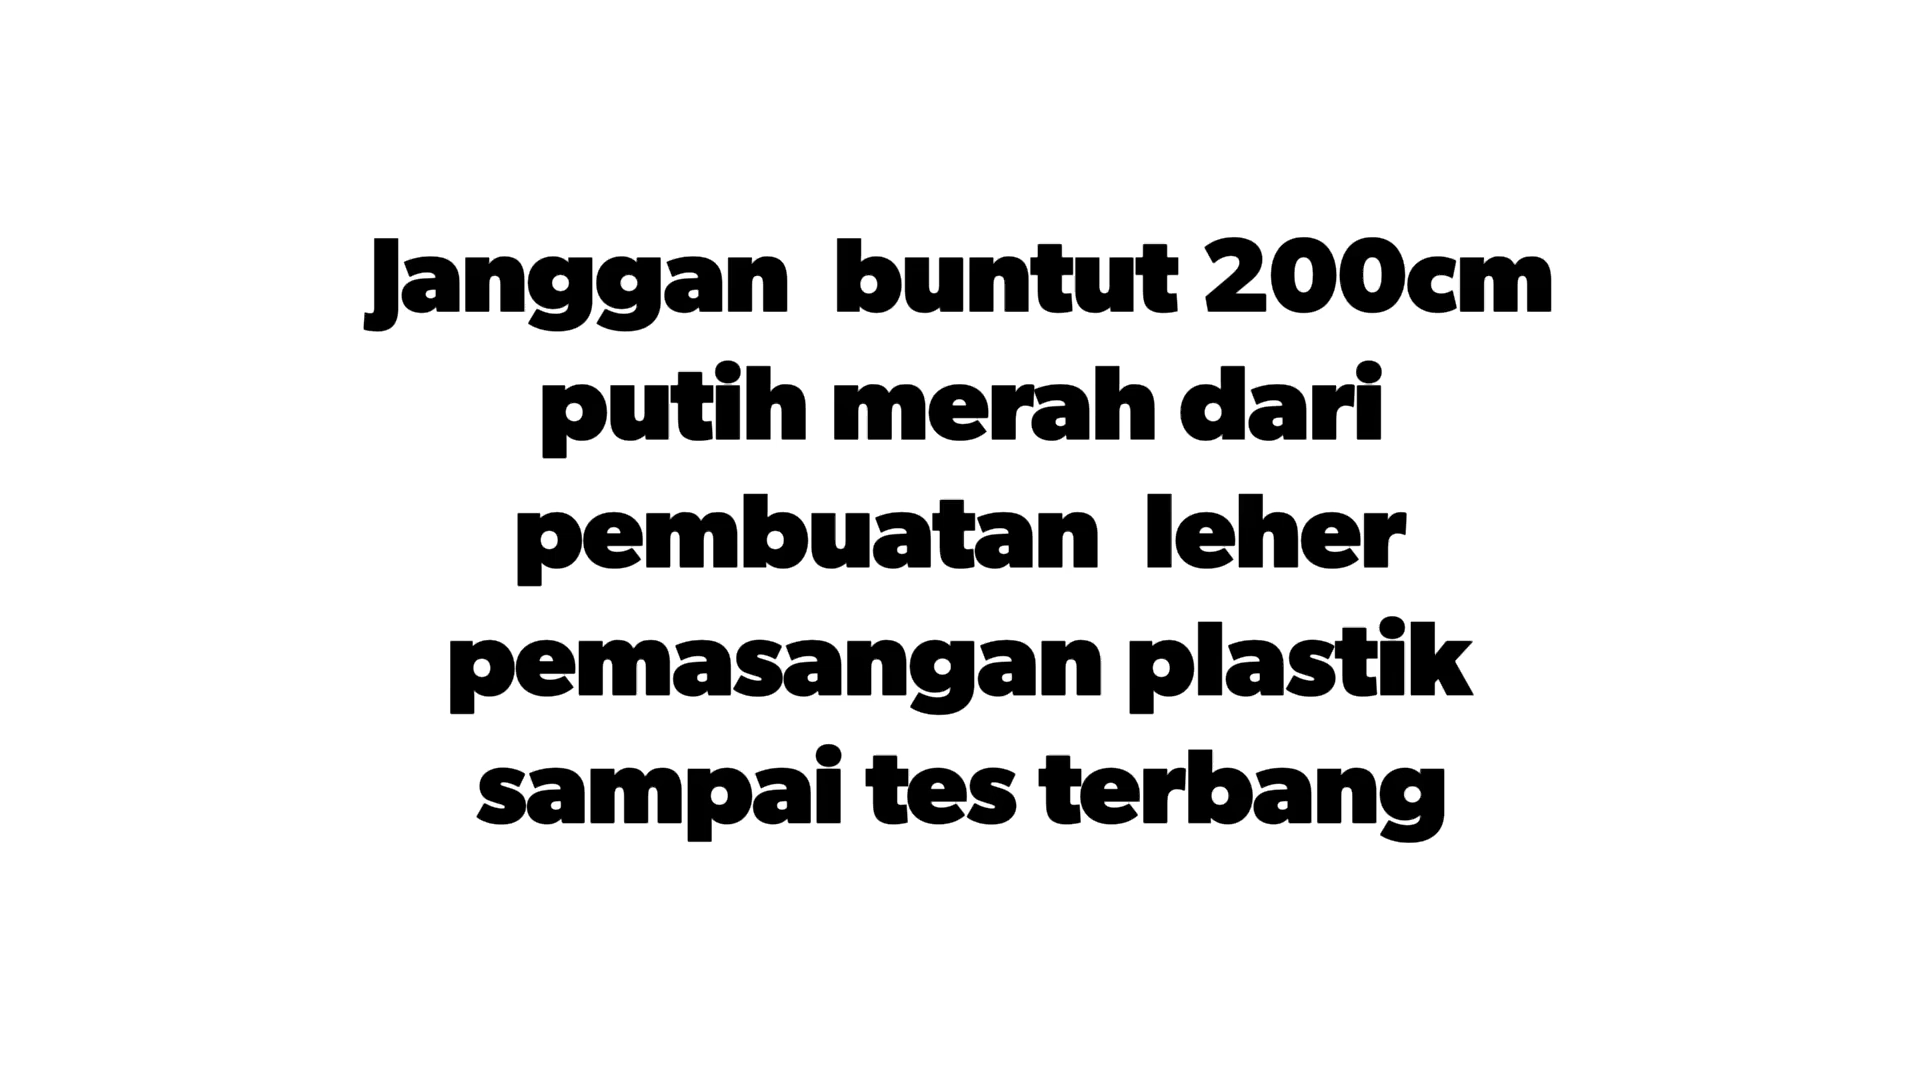 Janggan  buntut 200cm
putih merah dari
pembuatan  leher
pemasangan plastik
sampai tes terbang